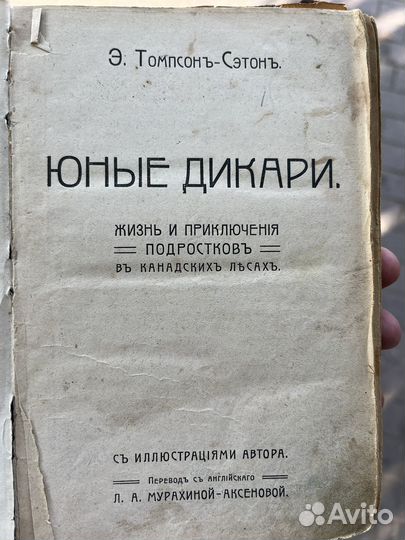 Э. Томпсонъ-Сэтонъ.
ЮНЫЕ ДИКАРИ.
ЖИЗНЬ И ПРИКЛЮЧЕНІЯ
ПОДРОСТКОВЪ
ВЪ КАНАДСКИХЪ ЛѢСАХЪ.
СЪ ИЛЛЮСТРАЦІЯМИ АВТОРА.
Переводъ съ англійскаго
Л. А. МУРАХИНОЙ-АКСЕНОВОЙ.
Avito